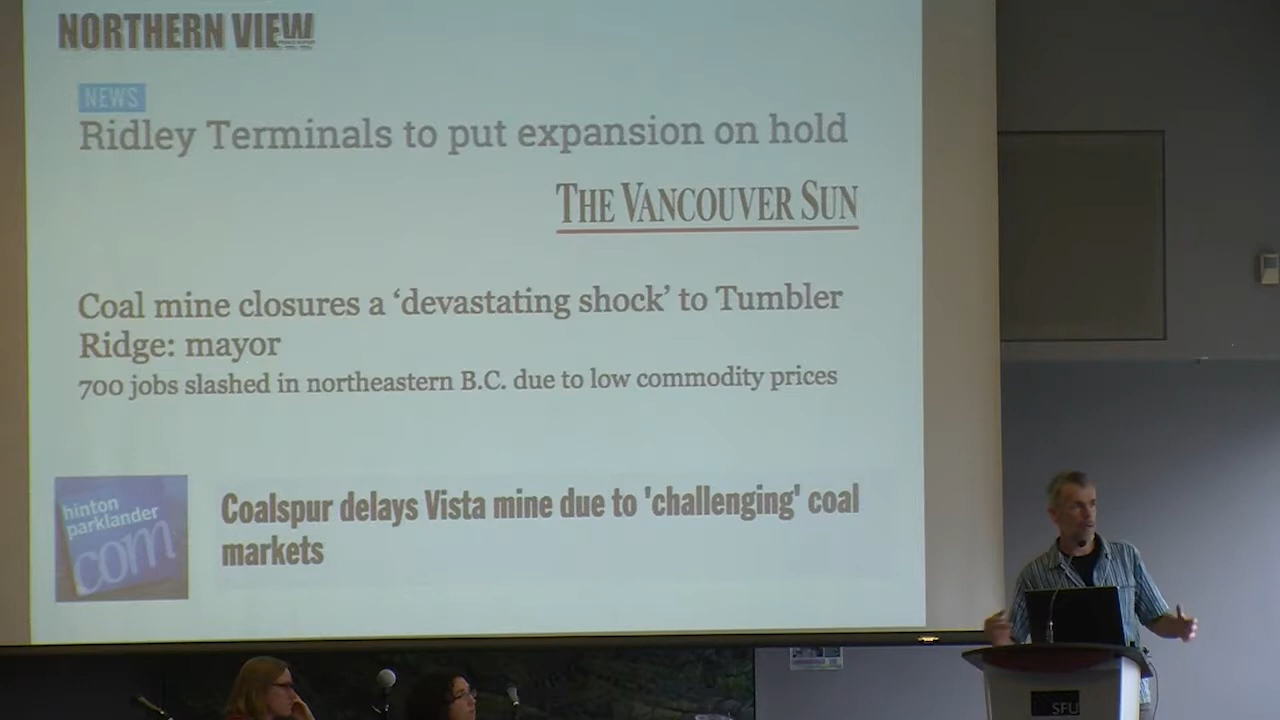 NORTHERN VIEW
NEWS
Ridley Terminals to put expansion on hold
THE VANCOUVER SUN
Coal mine closures a ‘devastating shock’ to Tumbler
Ridge: mayor
700 jobs slashed in northeastern B.C. due to low commodity prices
hinton
parklander
com
Coalspur delays Vista mine due to 'challenging' coal
markets
SFU